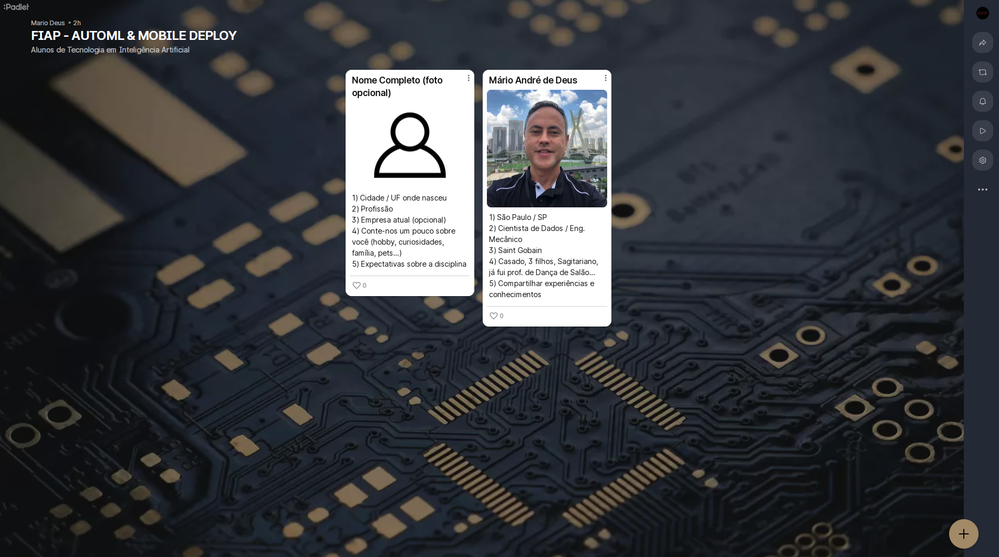 :Padlet
Mario Deus • 2h
FIAP - AUTOML & MOBILE DEPLOY
Alunos de Tecnologia em Inteligência Artificial
Nome Completo (foto
opcional)
1) Cidade / UF onde nasceu
2) Profissão
3) Empresa atual (opcional)
4) Conte-nos um pouco sobre
você (hobby, curiosidades,
família, pets...)
5) Expectativas sobre a disciplina
0
Mário André de Deus
1) São Paulo / SP
2) Cientista de Dados / Eng.
Mecânico
3) Saint Gobain
4) Casado, 3 filhos, Sagitariano,
já fui prof. de Dança de Salão...
5) Compartilhar experiências e
conhecimentos
0